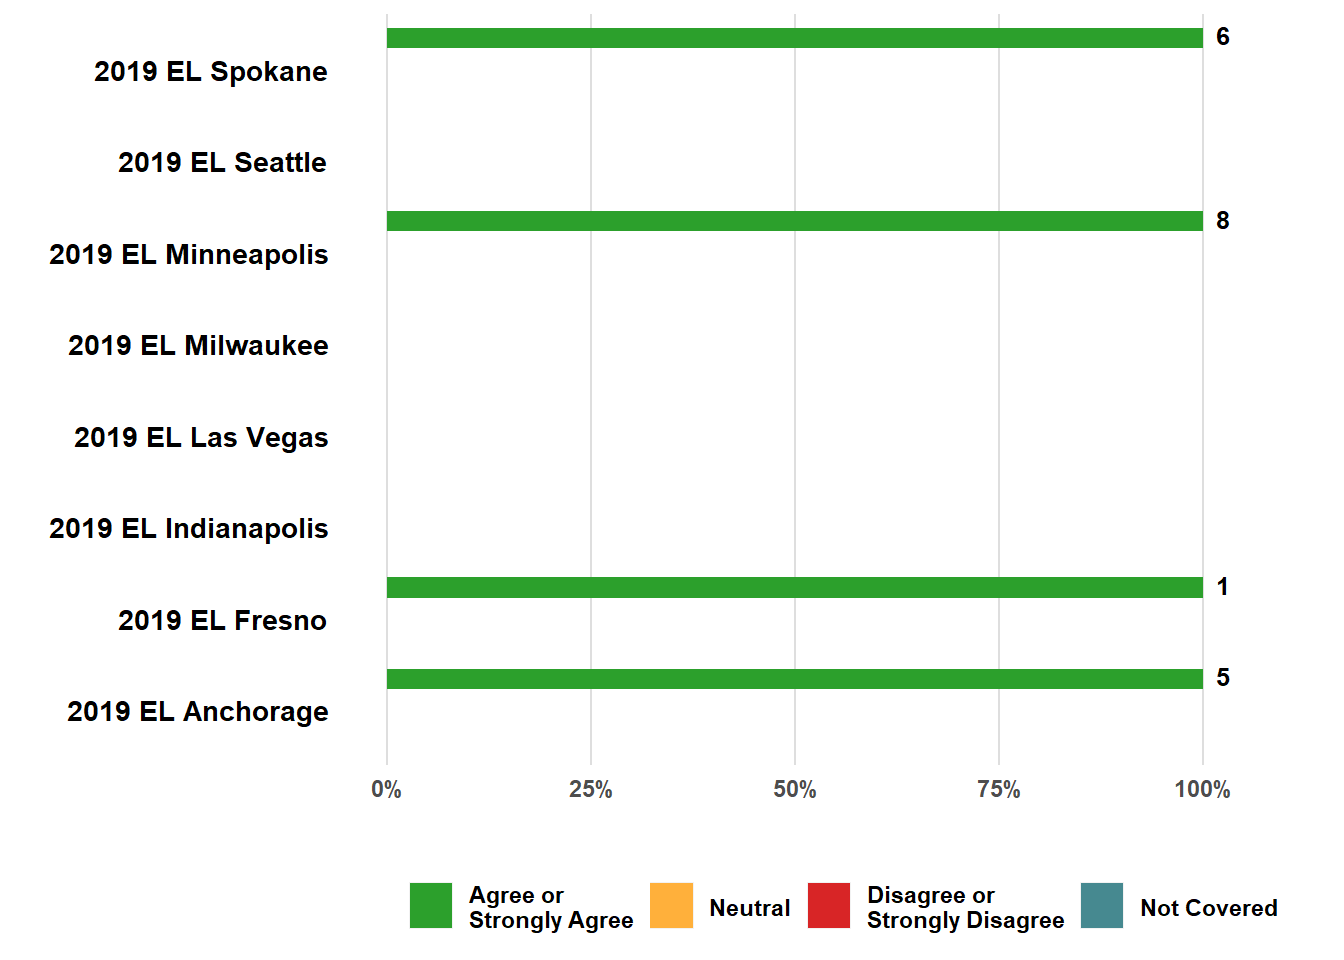 6
2019 EL Spokane
2019 EL Seattle
8
2019 EL Minneapolis
2019 EL Milwaukee
2019 EL Las Vegas
2019 EL Indianapolis
1
2019 EL Fresno
5
2019 EL Anchorage
0% 25% 50% 75% 100%
Agree or
Strongly Agree
Neutral
Disagree or
Strongly Disagree
Not Covered